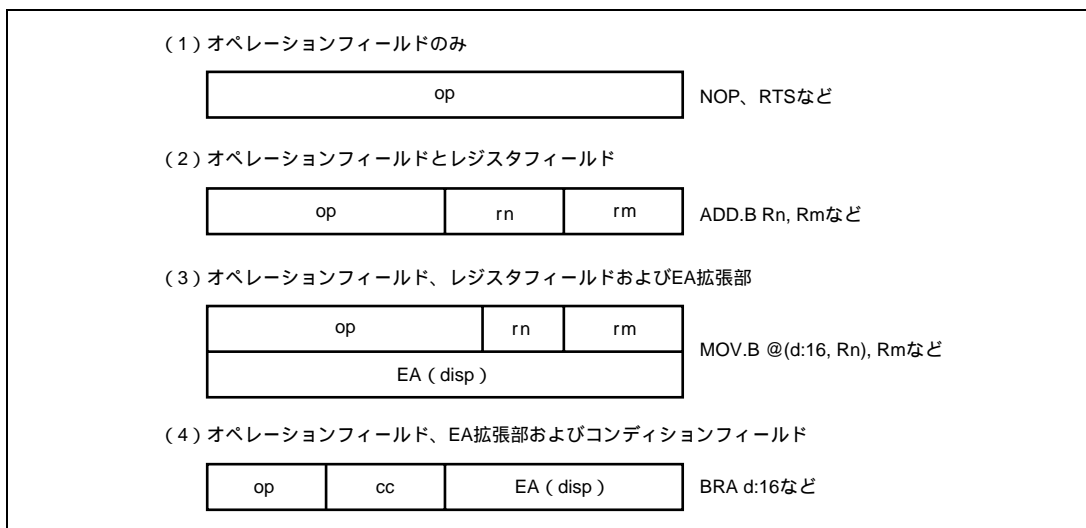 （1）オペレーションフィールドのみ
op
NOP、RTSなど
（2）オペレーションフィールドとレジスタフィールド
op rn rm
ADD.B Rn, Rmなど
（3）オペレーションフィールド、レジスタフィールドおよびEA拡張部
op rn rm
EA（disp）
MOV.B @(d:16, Rn), Rmなど
（4）オペレーションフィールド、EA拡張部およびコンディションフィールド
op cc EA（disp）
BRA d:16など